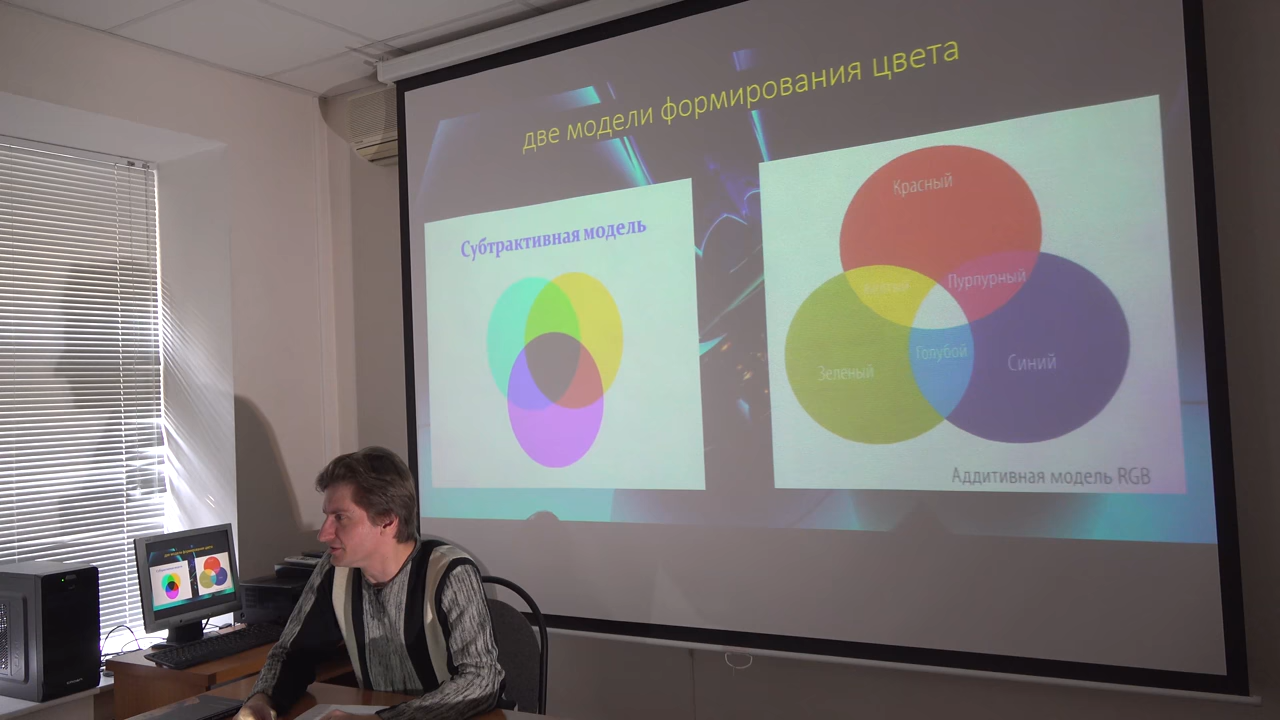 две модели формирования цвета
Субтрактивная модель
Красный
Пурпурный
Голубой
Зеленый
Синий
Аддитивная модель RGB